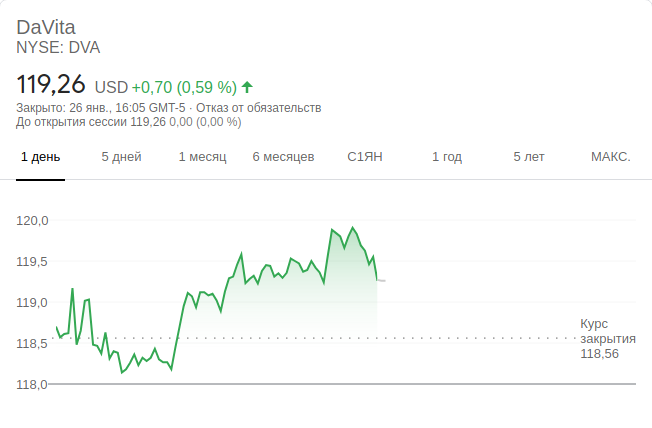 DaVita
NYSE: DVA
119,26 USD +0,70 (0,59 %)
Закрыто: 26 янв., 16:05 GMT-5 · Отказ от обязательств
До открытия сессии 119,26 0,00 (0,00 %)
1 день 5 дней 1 месяц 6 месяцев С1ЯН 1 год 5 лет МАКС.
120,0
119,5
119,0
118,5
118,0
Курс
закрытия
118,56